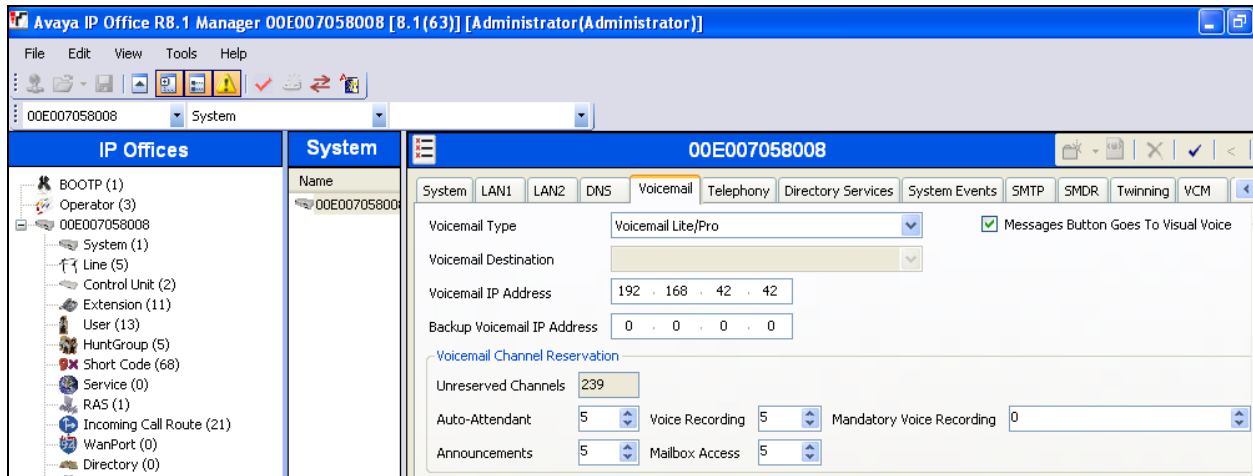 Avaya IP Office R8.1 Manager 00E007058008 [8.1(63)] [Administrator(Administrator)]
File Edit View Tools Help
00E007058008 System
IP Offices System 00E007058008
BOOTP (1)
Operator (3)
00E007058008
System (1)
Line (5)
Control Unit (2)
Extension (11)
User (13)
HuntGroup (5)
Short Code (68)
Service (0)
RAS (1)
Incoming Call Route (21)
WanPort (0)
Directory (0)
Name
00E00705800
System LAN1 LAN2 DNS Voicemail Telephony Directory Services System Events SMTP SMDR Twinning VCM
Voicemail Type Voicemail Lite/Pro Messages Button Goes To Visual Voice
Voicemail Destination
Voicemail IP Address 192 . 168 . 42 . 42
Backup Voicemail IP Address 0 . 0 . 0 . 0
Voicemail Channel Reservation
Unreserved Channels 239
Auto-Attendant 5 Voice Recording 5 Mandatory Voice Recording 0
Announcements 5 Mailbox Access 5